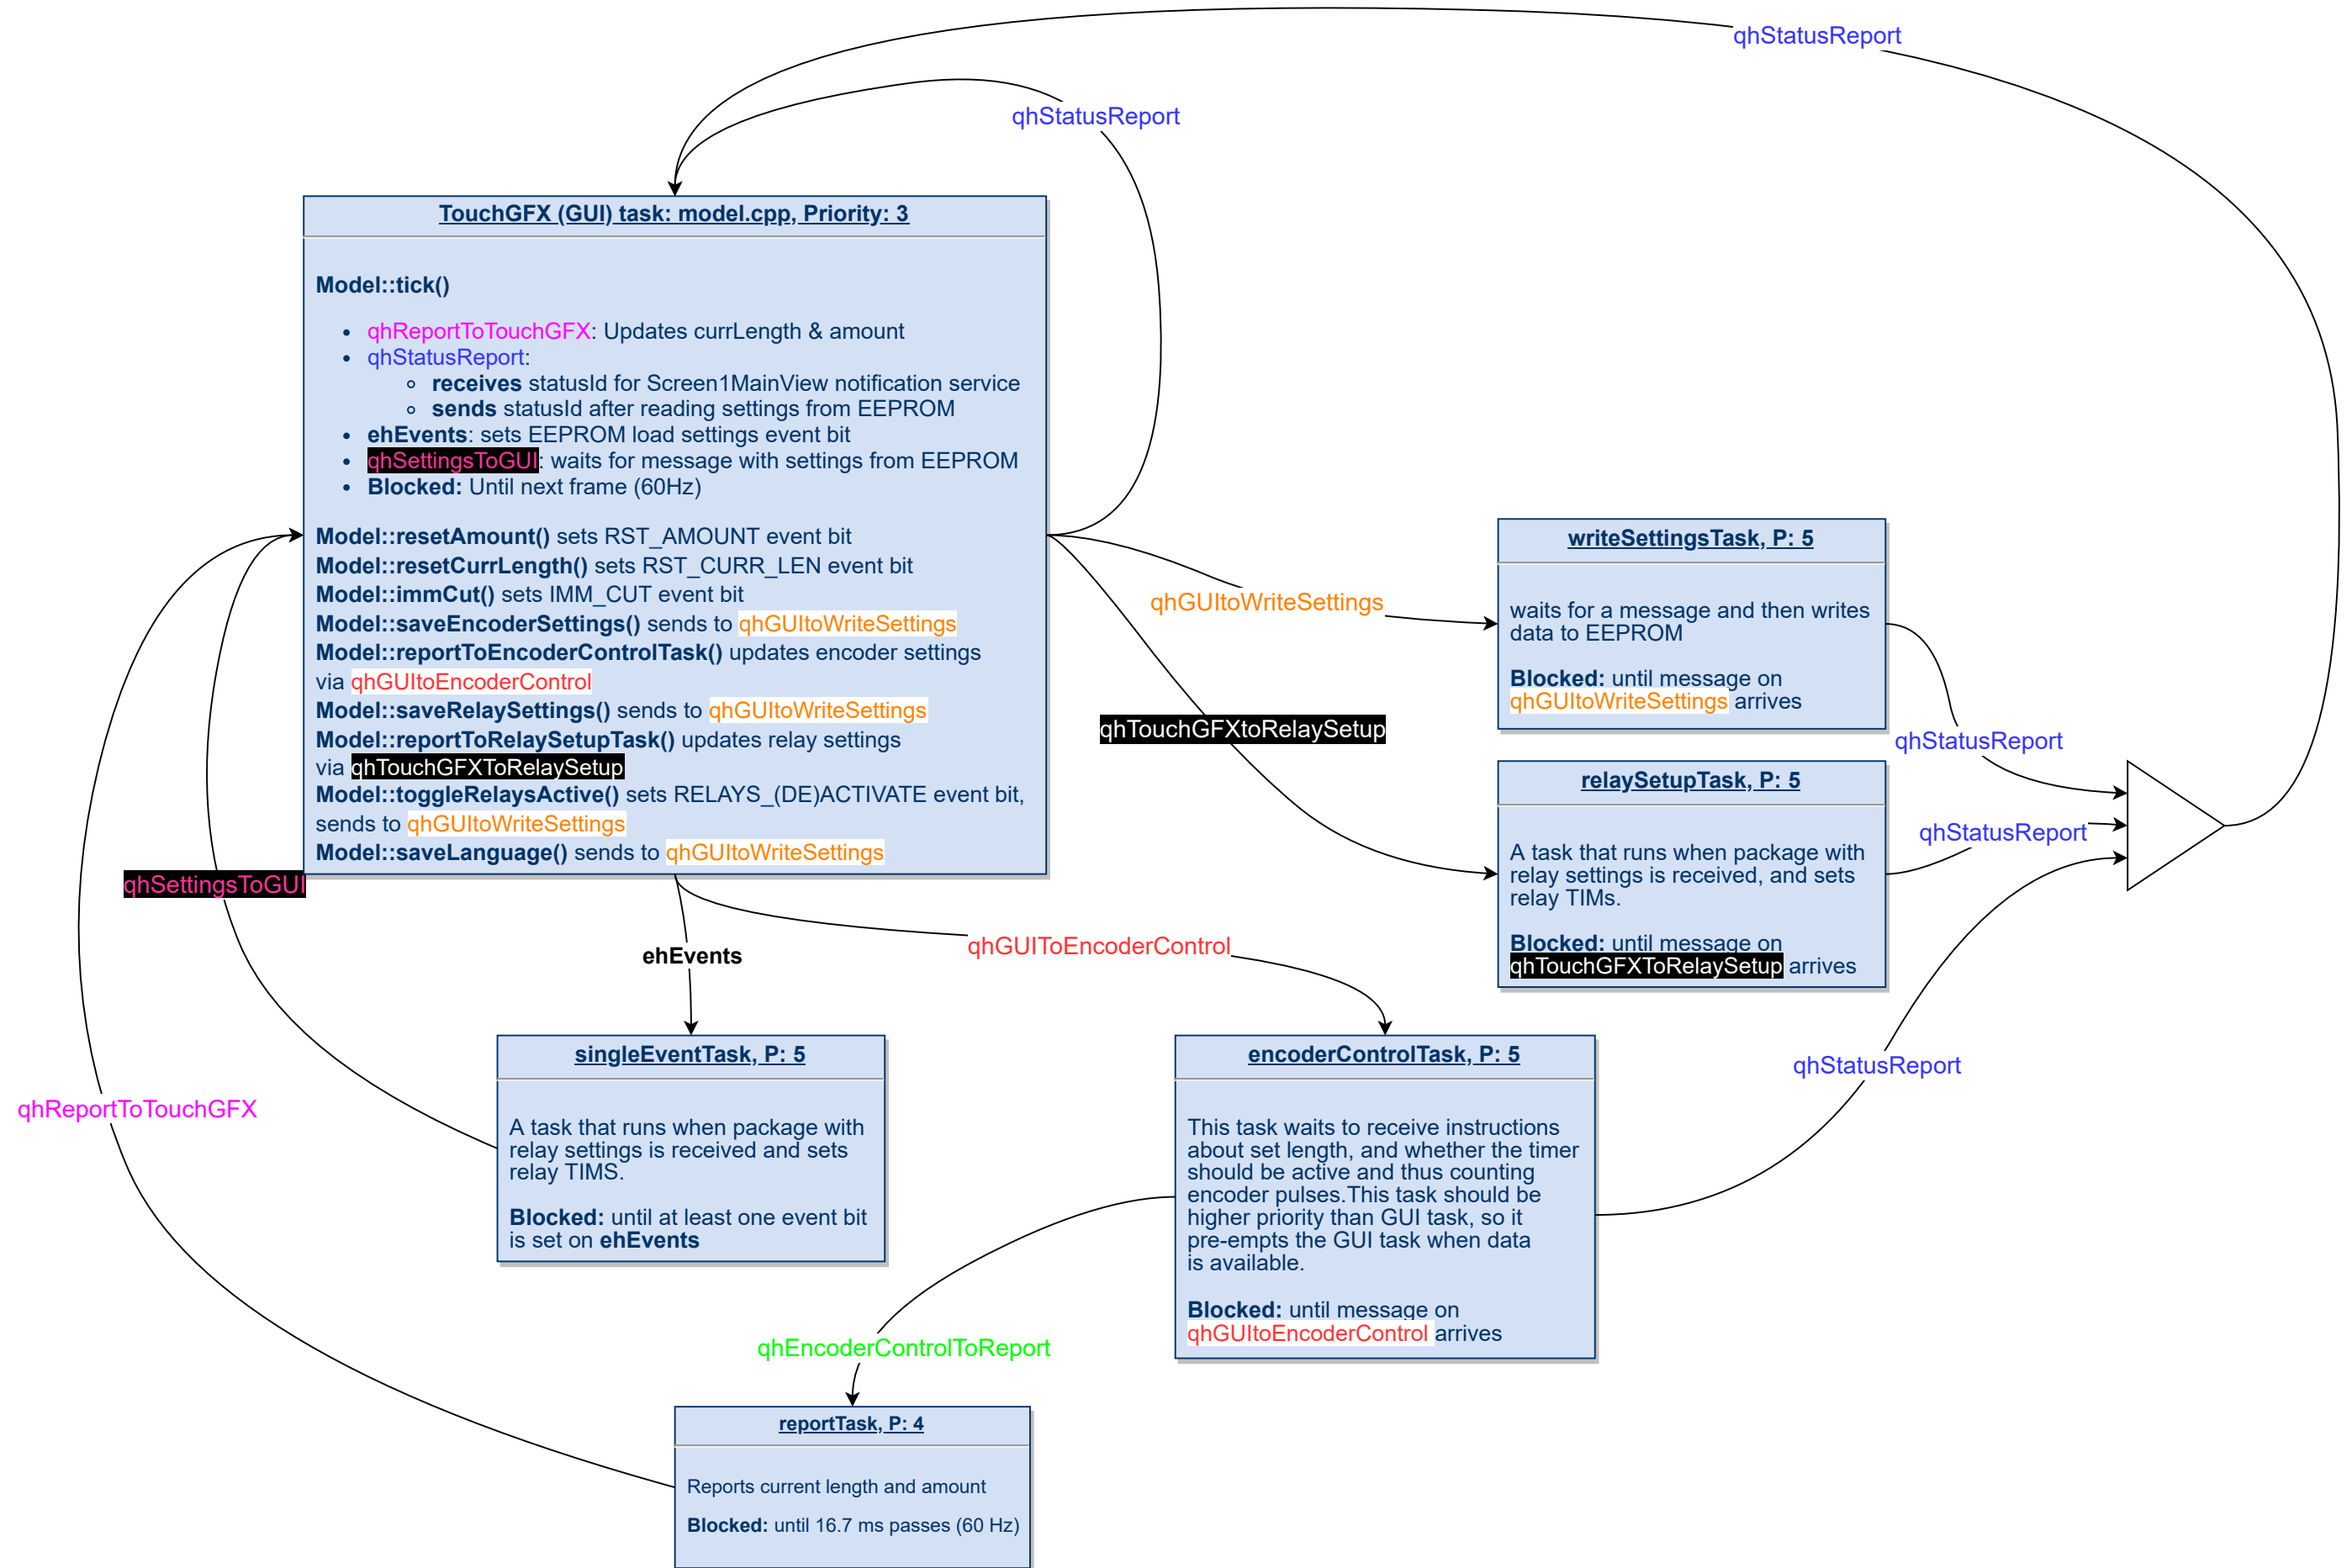 qhStatusReport
qhStatusReport
TouchGFX (GUI) task: model.cpp, Priority: 3
Model::tick()
• qhReportToTouchGFX: Updates currLength & amount
• qhStatusReport:
◦ receives statusId for Screen1MainView notification service
◦ sends statusId after reading settings from EEPROM
• ehEvents: sets EEPROM load settings event bit
• qhSettingsToGUI: waits for message with settings from EEPROM
• Blocked: Until next frame (60Hz)
Model::resetAmount() sets RST_AMOUNT event bit
Model::resetCurrLength() sets RST_CURR_LEN event bit
Model::immCut() sets IMM_CUT event bit
Model::saveEncoderSettings() sends to qhGUItoWriteSettings
Model::reportToEncoderControlTask() updates encoder settings
via qhGUItoEncoderControl
Model::saveRelaySettings() sends to qhGUItoWriteSettings
Model::reportToRelaySetupTask() updates relay settings
via qhTouchGFXToRelaySetup
Model::toggleRelaysActive() sets RELAYS_(DE)ACTIVATE event bit,
sends to qhGUItoWriteSettings
Model::saveLanguage() sends to qhGUItoWriteSettings
qhGUItoWriteSettings
qhTouchGFXtoRelaySetup
writeSettingsTask, P: 5
waits for a message and then writes
data to EEPROM
Blocked: until message on
qhGUItoWriteSettings arrives
qhStatusReport
relaySetupTask, P: 5
A task that runs when package with
relay settings is received, and sets
relay TIMs.
Blocked: until message on
qhTouchGFXToRelaySetup arrives
qhStatusReport
qhSettingsToGUI
ehEvents
qhGUIToEncoderControl
singleEventTask, P: 5
A task that runs when package with
relay settings is received and sets
relay TIMS.
Blocked: until at least one event bit
is set on ehEvents
encoderControlTask, P: 5
This task waits to receive instructions
about set length, and whether the timer
should be active and thus counting
encoder pulses.This task should be
higher priority than GUI task, so it
pre-empts the GUI task when data
is available.
Blocked: until message on
qhGUItoEncoderControl arrives
qhStatusReport
qhReportToTouchGFX
qhEncoderControlToReport
reportTask, P: 4
Reports current length and amount
Blocked: until 16.7 ms passes (60 Hz)